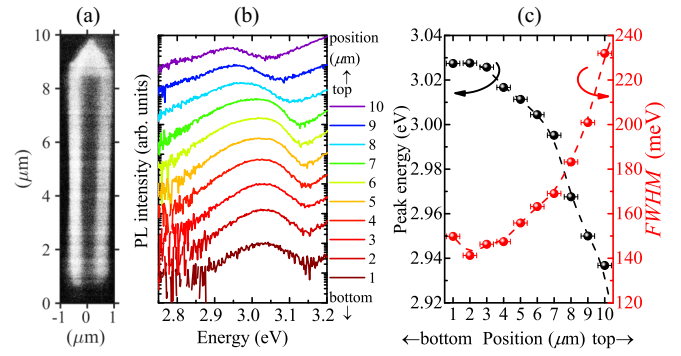 (a)
(b)
(c)
10
8
6
4
2
0
(μm)
-1 0 1
(μm)
PL intensity (arb. units)
2.8 2.9 3.0 3.1 3.2
Energy (eV)
position
(μm)
↑
top
10
9
8
7
6
5
4
3
2
1
bottom
↓
3.04
3.02
3.00
2.98
2.96
2.94
2.92
Peak energy (eV)
1 2 3 4 5 6 7 8 9 10
←bottom Position (μm) top→
240
220
200
180
160
140
120
FWHM (meV)